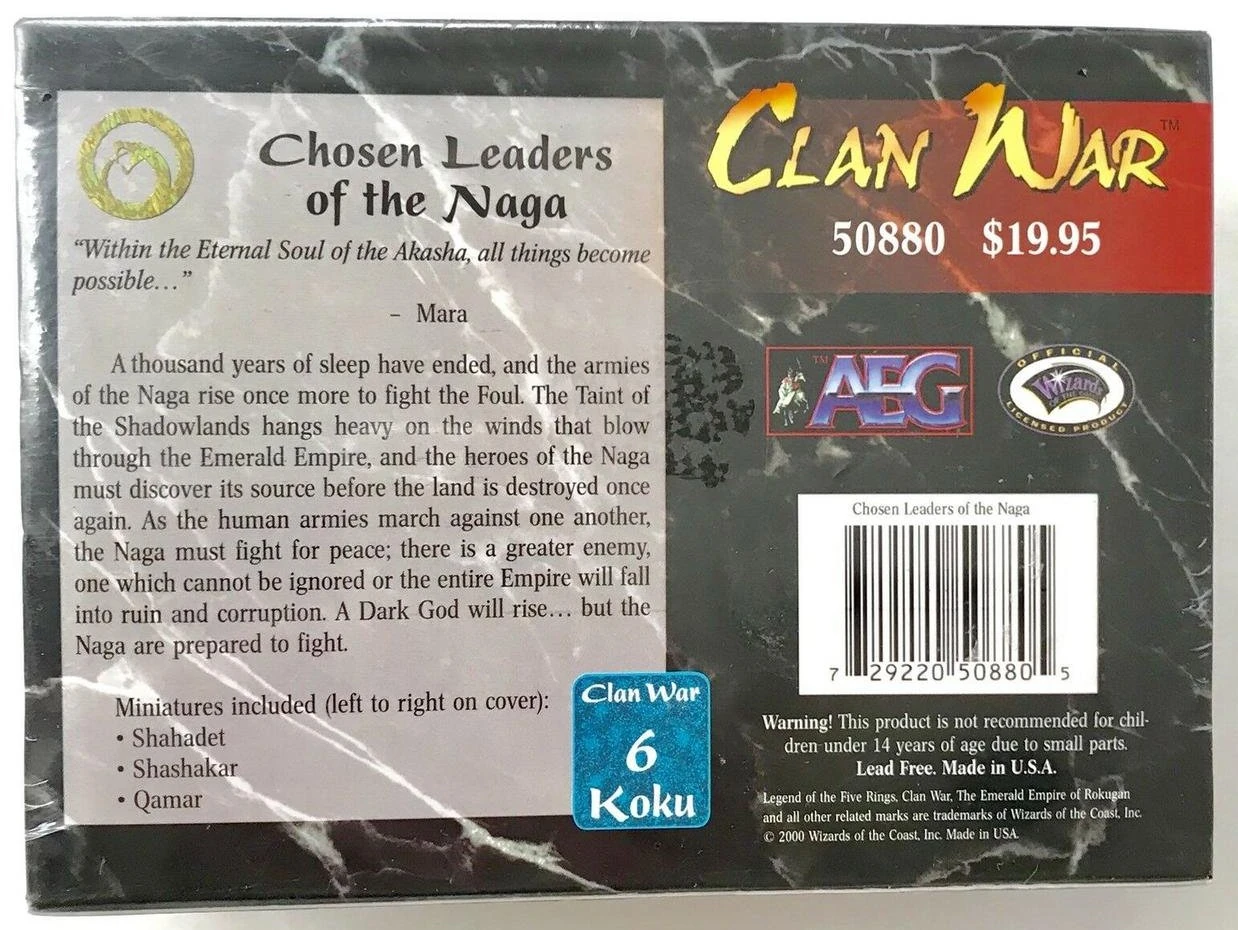 Chosen Leaders
of the Naga
“Within the Eternal Soul of the Akasha, all things become
possible…”
– Mara
A thousand years of sleep have ended, and the armies
of the Naga rise once more to fight the Foul. The Taint of
the Shadowlands hangs heavy on the winds that blow
through the Emerald Empire, and the heroes of the Naga
must discover its source before the land is destroyed once
again. As the human armies march against one another,
the Naga must fight for peace; there is a greater enemy,
one which cannot be ignored or the entire Empire will fall
into ruin and corruption. A Dark God will rise… but the
Naga are prepared to fight.
Miniatures included (left to right on cover):
• Shahadet
• Shashakar
• Qamar
Clan War
6
Koku
CLAN WAR™
50880 $19.95
™ AEG
OFFICIAL
Wizards
OF THE COAST
LICENSED PRODUCT
Chosen Leaders of the Naga
7 29220 50880 5
Warning! This product is not recommended for chil-
dren under 14 years of age due to small parts.
Lead Free. Made in U.S.A.
Legend of the Five Rings, Clan War, The Emerald Empire of Rokugan
and all other related marks are trademarks of Wizards of the Coast, Inc.
© 2000 Wizards of the Coast, Inc. Made in USA.